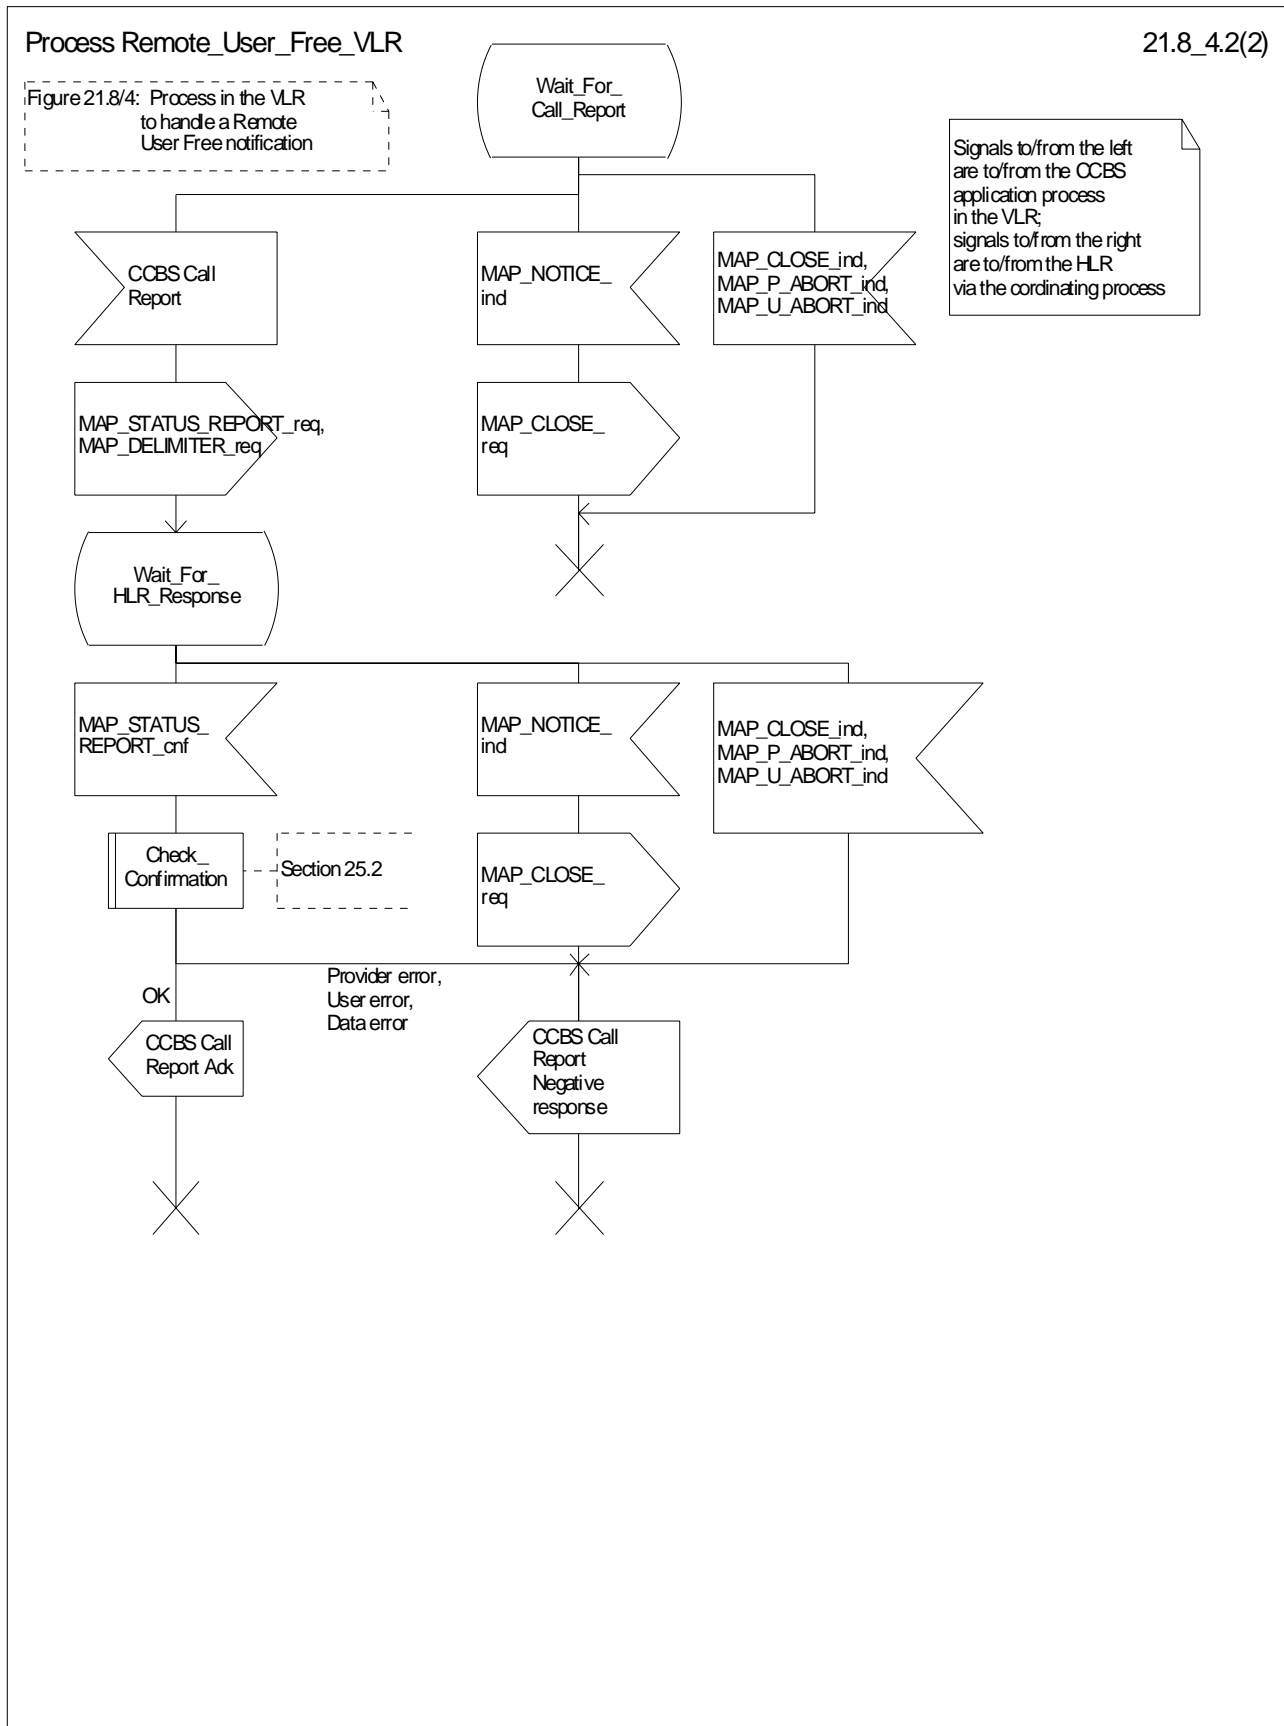 Process Remote_User_Free_VLR
21.8_4.2(2)
Figure 21.8/4: Process in the VLR
to handle a Remote
User Free notification
Wait_For_
Call_Report
Signals to/from the left
are to/from the CCBS
application process
in the VLR;
signals to/from the right
are to/from the HLR
via the cordinating process
CCBS Call
Report
MAP_NOTICE_
ind
MAP_CLOSE_ind,
MAP_P_ABORT_ind,
MAP_U_ABORT_ind
MAP_STATUS_REPORT_req,
MAP_DELIMITER_req
MAP_CLOSE_
req
Wait_For_
HLR_Response
MAP_STATUS_
REPORT_cnf
MAP_NOTICE_
ind
MAP_CLOSE_ind,
MAP_P_ABORT_ind,
MAP_U_ABORT_ind
Check_
Confirmation
Section 25.2
MAP_CLOSE_
req
Provider error,
User error,
Data error
OK
CCBS Call
Report Ack
CCBS Call
Report
Negative
response